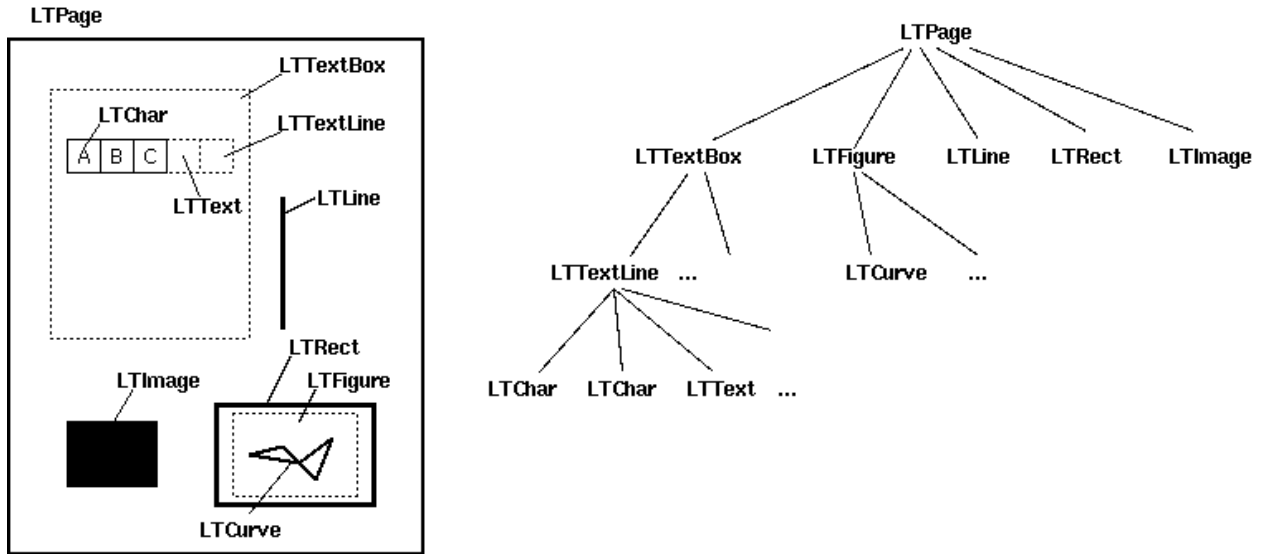 LTPage
LTTextBox
LTChar
LTTextLine
A B C
LTText
LTLine
LTRect
LTImage
LTFigure
LTCurve
LTPage
LTTextBox LTFigure LTLine LTRect LTImage
LTTextLine ... LTCurve ...
LTChar LTChar LTText ...